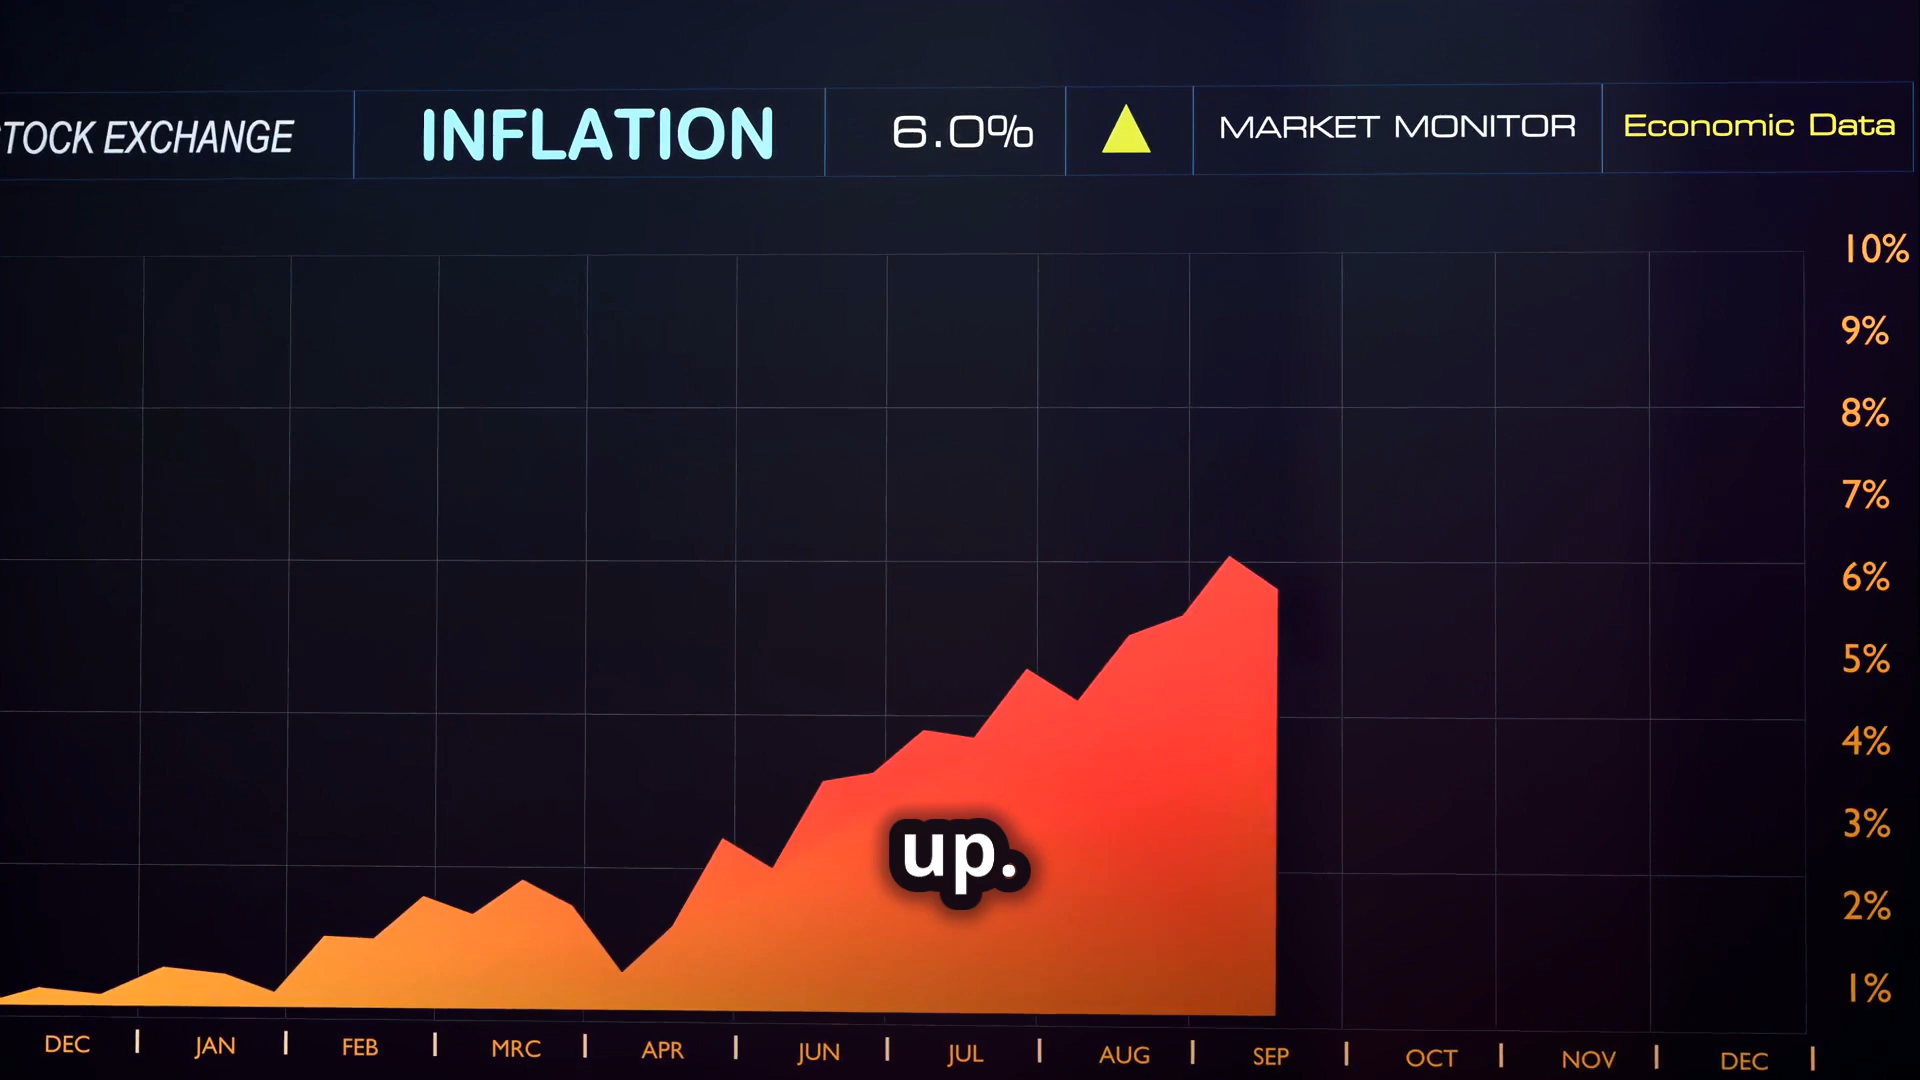 TOCK EXCHANGE
INFLATION
6.0%
MARKET MONITOR
Economic Data
10%
9%
8%
7%
6%
5%
4%
3%
2%
1%
up.
DEC
JAN
FEB
MRC
APR
JUN
JUL
AUG
SEP
OCT
NOV
DEC